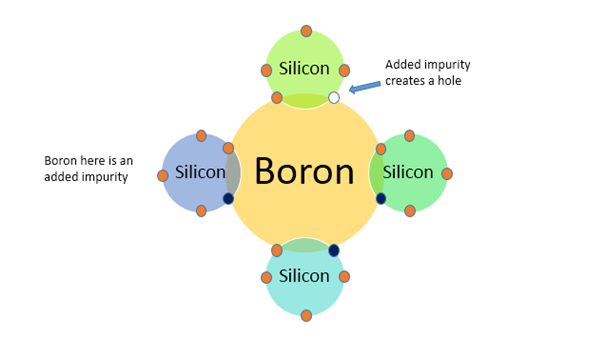 Silicon
Added impurity
creates a hole
Boron here is an
added impurity
Silicon
Boron
Silicon
Silicon